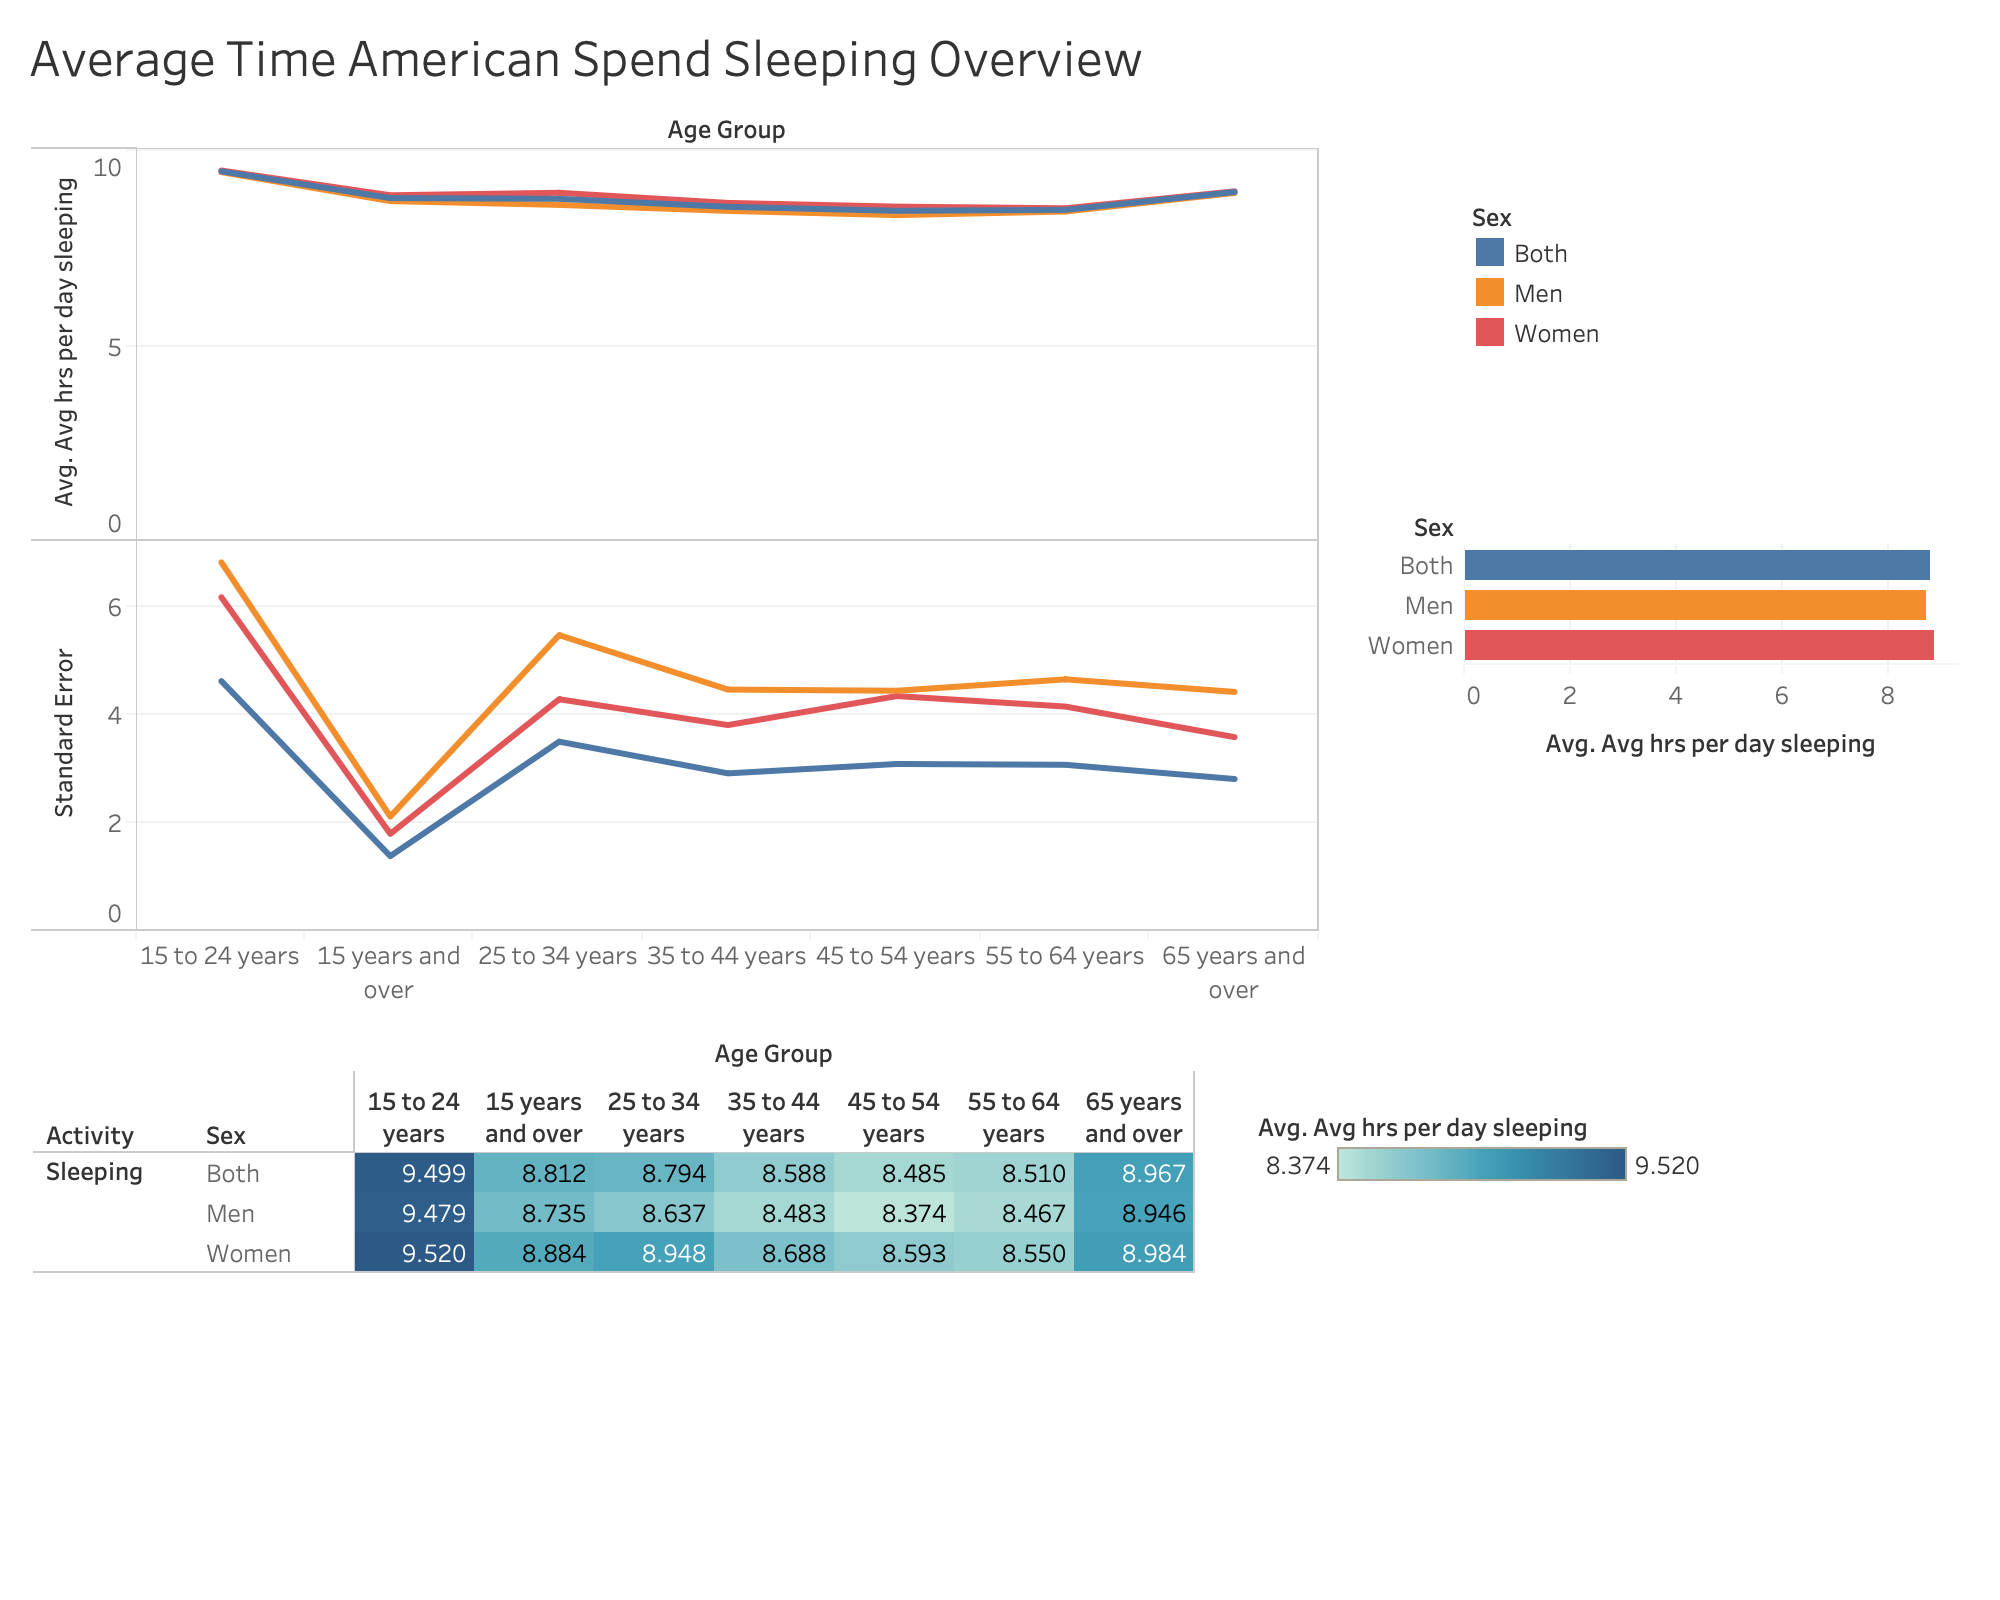 Average Time American Spend Sleeping Overview
Age Group
Avg. Avg hrs per day sleeping
10
5
0
Standard Error
6
4
2
0
15 to 24 years
15 years and
over
25 to 34 years
35 to 44 years
45 to 54 years
55 to 64 years
65 years and
over
Sex
Both
Men
Women
Sex
Both
Men
Women
0 2 4 6 8
Avg. Avg hrs per day sleeping
Age Group
Activity Sex
15 to 24
years
15 years
and over
25 to 34
years
35 to 44
years
45 to 54
years
55 to 64
years
65 years
and over
Sleeping Both 9.499 8.812 8.794 8.588 8.485 8.510 8.967
Men 9.479 8.735 8.637 8.483 8.374 8.467 8.946
Women 9.520 8.884 8.948 8.688 8.593 8.550 8.984
Avg. Avg hrs per day sleeping
8.374 9.520